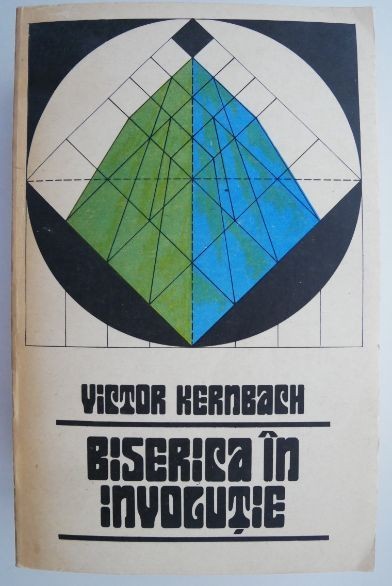 VICTOR KERNBACH
BISERICA ÎN
INVOLUȚIE